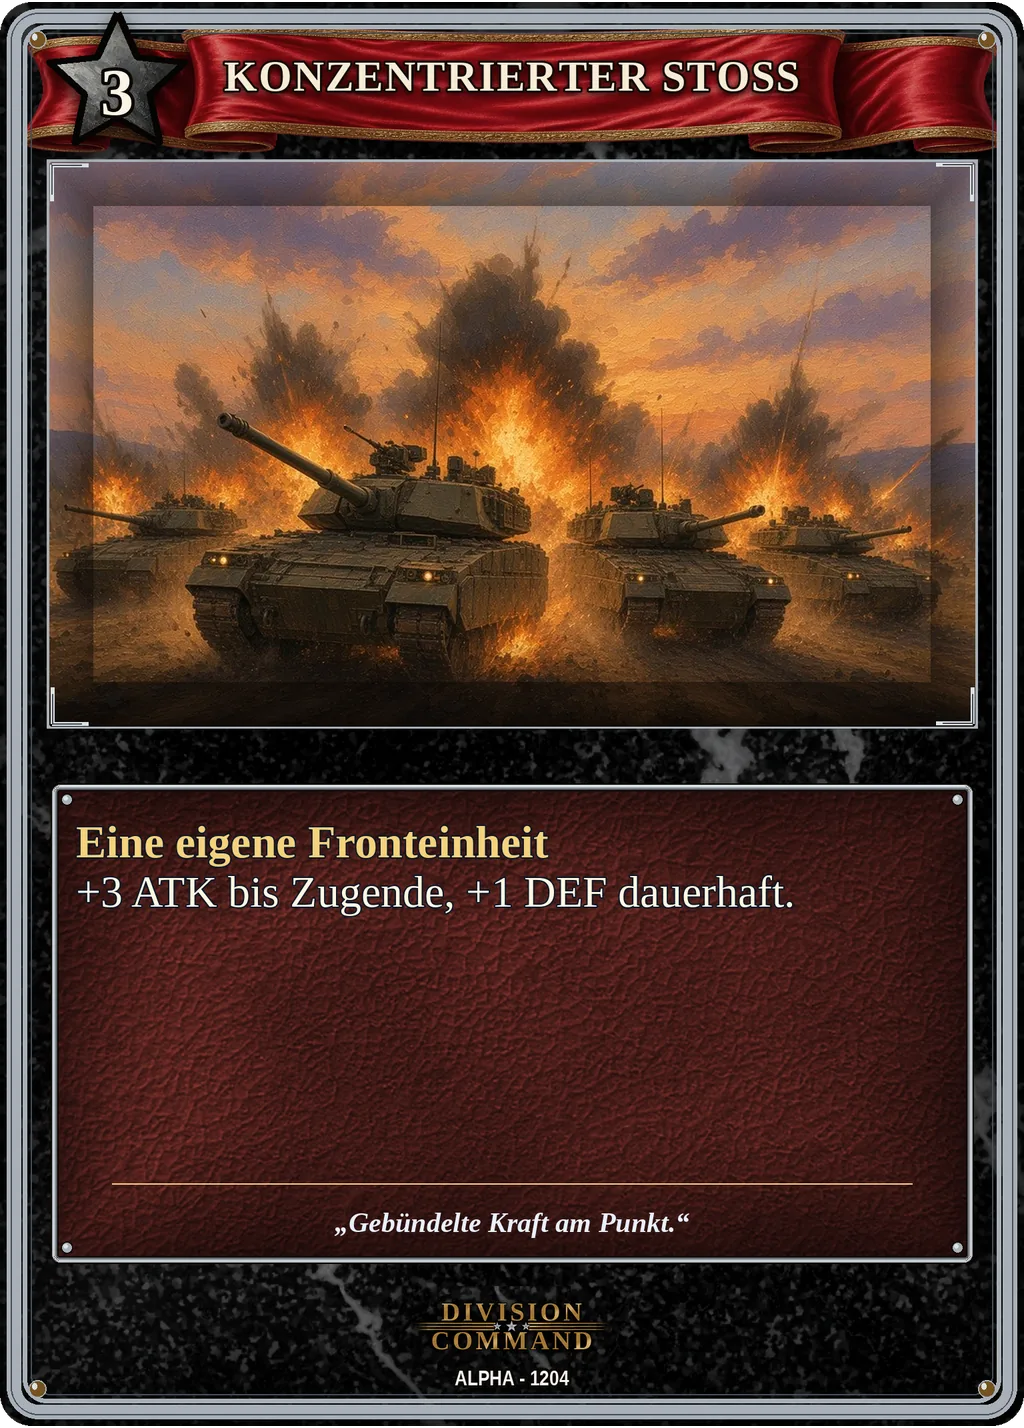 3
KONZENTRIERTER STOSS
Eine eigene Fronteinheit
+3 ATK bis Zugende, +1 DEF dauerhaft.
„Gebündelte Kraft am Punkt.“
DIVISION
COMMAND
ALPHA - 1204